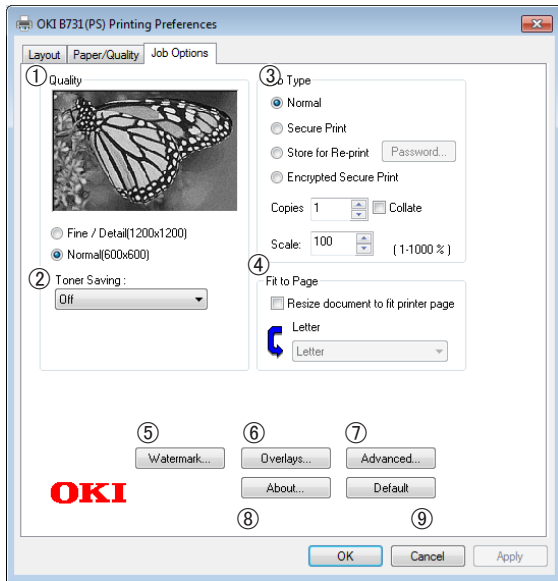 OKI B731(PS) Printing Preferences
Layout Paper/Quality Job Options
① Quality
Fine / Detail(1200x1200)
Normal(600x600)
② Toner Saving :
Off
③ Job Type
Normal
Secure Print
Store for Re-print Password...
Encrypted Secure Print
Copies 1 Collate
Scale: 100 ( 1-1000 % )
④
Fit to Page
Resize document to fit printer page
Letter
Letter
⑤ ⑥ ⑦
Watermark... Overlays... Advanced...
OKI About... Default
⑧ ⑨
OK Cancel Apply